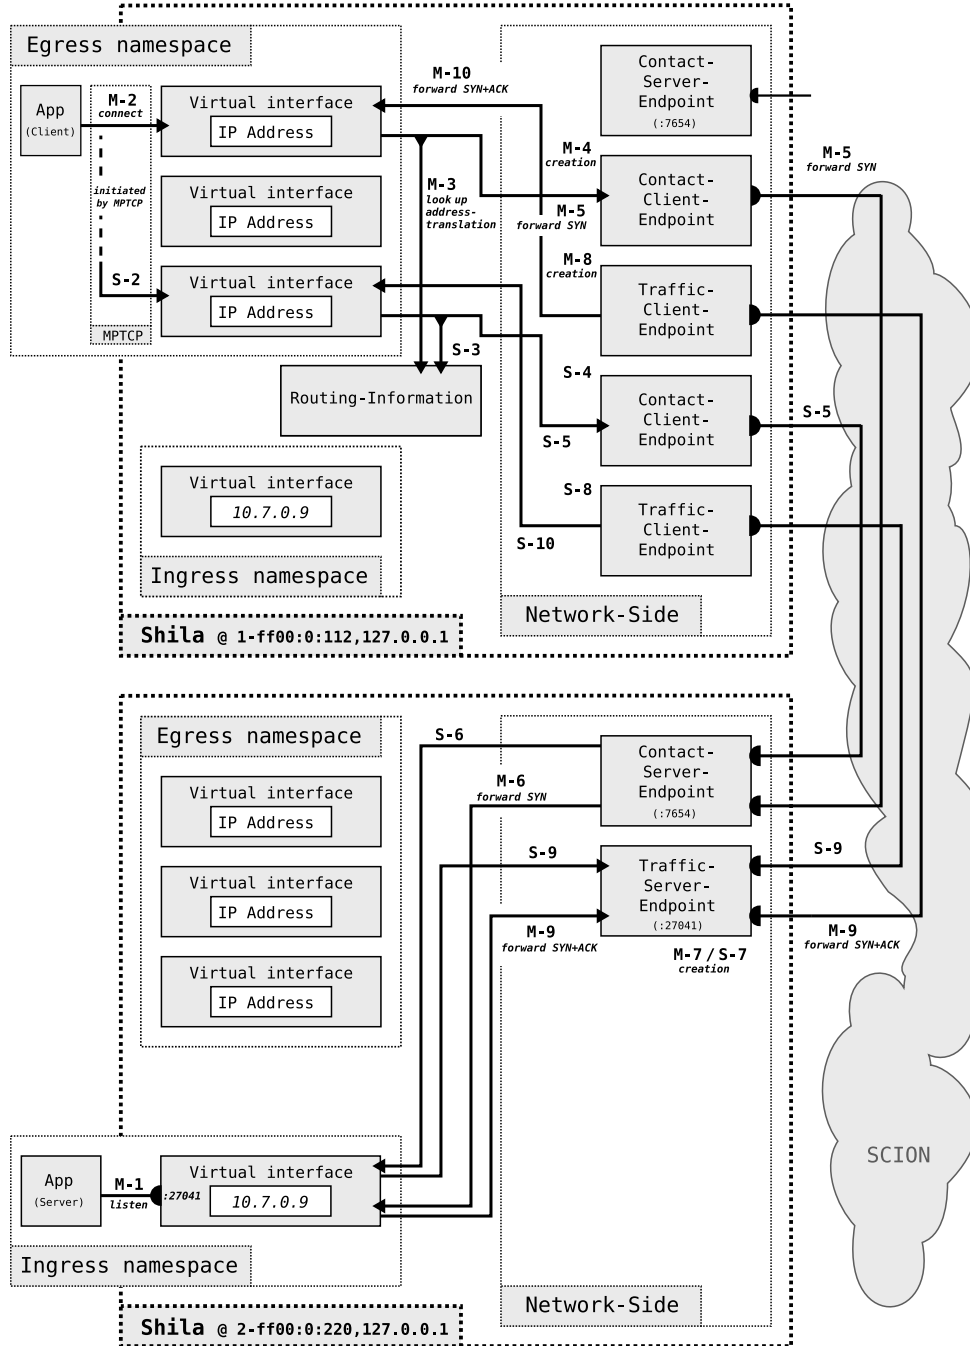 Egress namespace
App
(Client)
M-2
connect
initiated
by MPTCP
S-2
MPTCP
Virtual interface
IP Address
Virtual interface
IP Address
Virtual interface
IP Address
M-10
forward SYN+ACK
M-3
look up
address-
translation
S-3
Routing-Information
M-4
creation
M-5
forward SYN
M-8
creation
S-4
S-5
S-8
S-10
Contact-
Server-
Endpoint
(:7654)
Contact-
Client-
Endpoint
Traffic-
Client-
Endpoint
Contact-
Client-
Endpoint
Traffic-
Client-
Endpoint
M-5
forward SYN
S-5
Virtual interface
10.7.0.9
Ingress namespace
Network-Side
Shila @ 1-ff00:0:112,127.0.0.1
Egress namespace
Virtual interface
IP Address
Virtual interface
IP Address
Virtual interface
IP Address
S-6
M-6
forward SYN
S-9
M-9
forward SYN+ACK
Contact-
Server-
Endpoint
(:7654)
Traffic-
Server-
Endpoint
(:27041)
M-7 / S-7
creation
S-9
M-9
forward SYN+ACK
SCION
App
(Server)
M-1
listen
:27041
Virtual interface
10.7.0.9
Ingress namespace
Network-Side
Shila @ 2-ff00:0:220,127.0.0.1